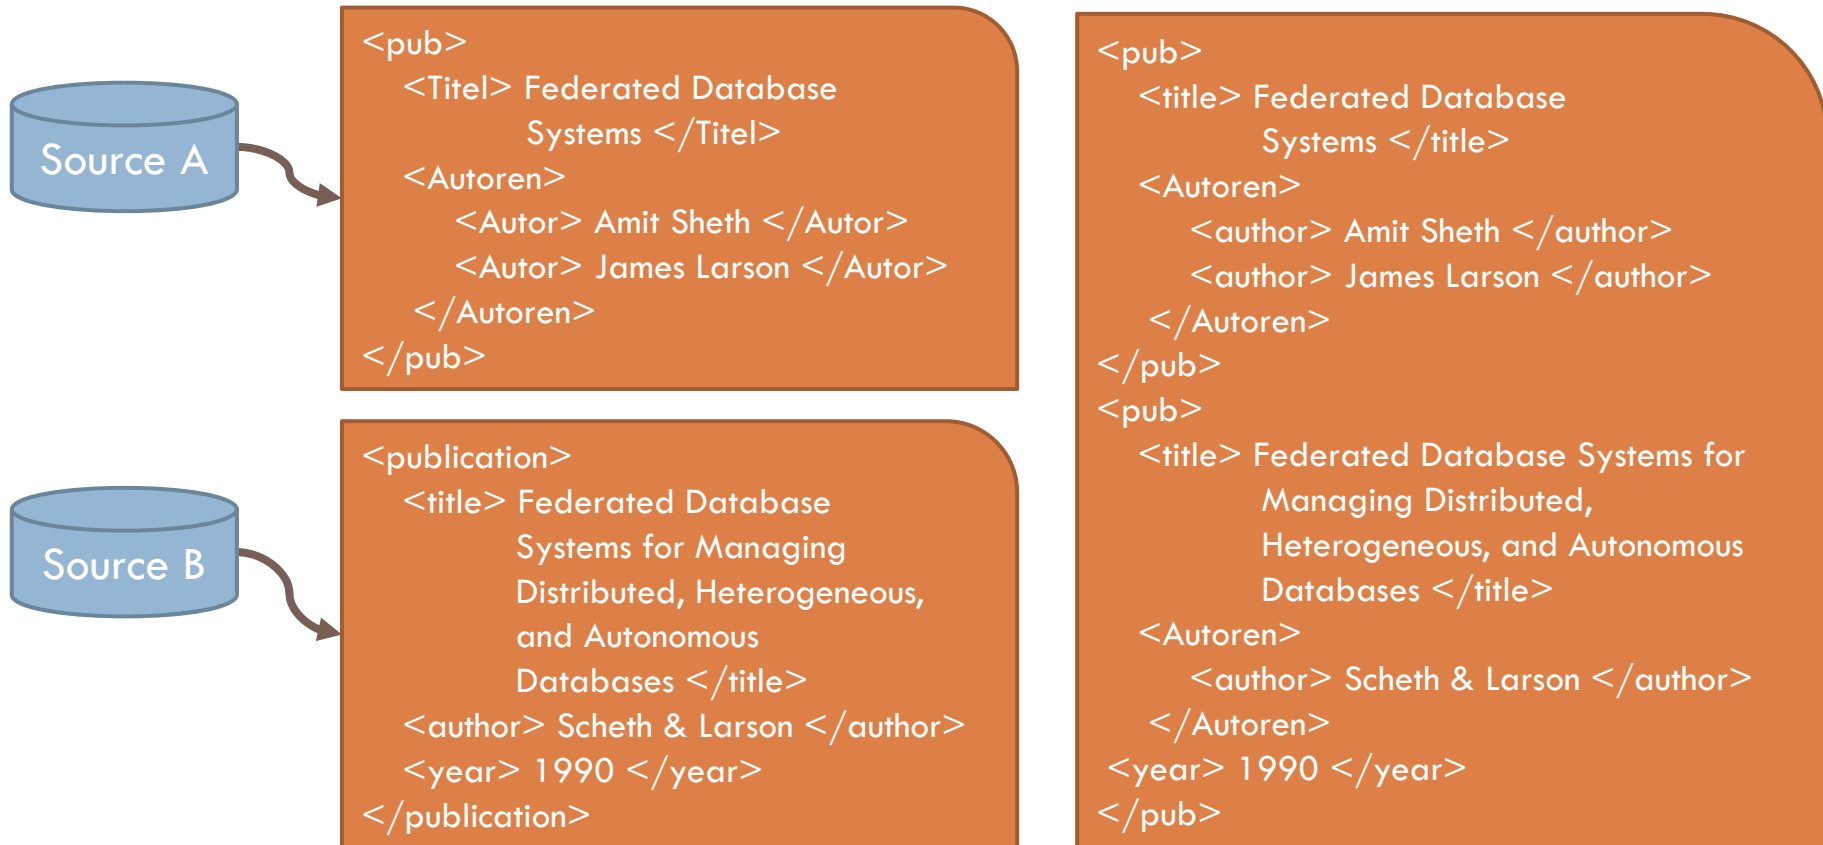 Source A
<pub>
<Titel> Federated Database
Systems </Titel>
<Autoren>
<Autor> Amit Sheth </Autor>
<Autor> James Larson </Autor>
</Autoren>
</pub>
Source B
<publication>
<title> Federated Database
Systems for Managing
Distributed, Heterogeneous,
and Autonomous
Databases </title>
<author> Scheth & Larson </author>
<year> 1990 </year>
</publication>
<pub>
<title> Federated Database
Systems </title>
<Autoren>
<author> Amit Sheth </author>
<author> James Larson </author>
</Autoren>
</pub>
<pub>
<title> Federated Database Systems for
Managing Distributed,
Heterogeneous, and Autonomous
Databases </title>
<Autoren>
<author> Scheth & Larson </author>
</Autoren>
<year> 1990 </year>
</pub>